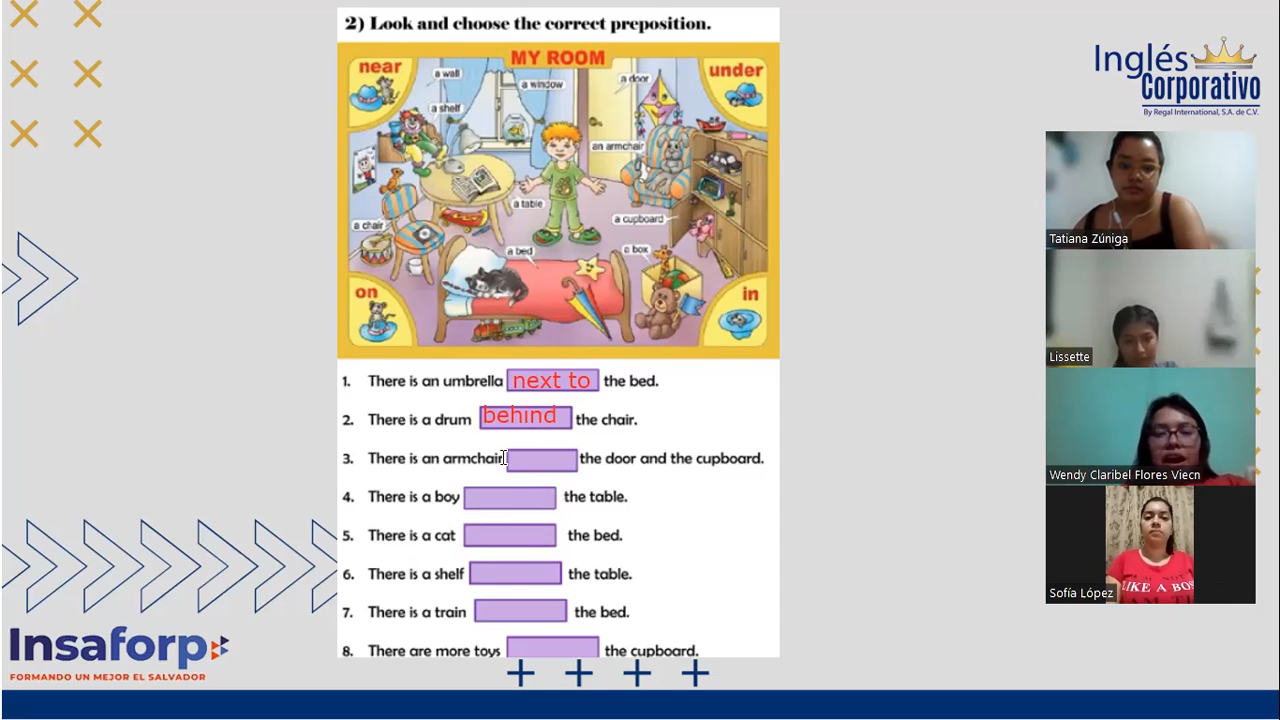 2) Look and choose the correct preposition.
MY ROOM
near
under
a wall
a window
a door
a shelf
an armchair
a table
a chair
a cupboard
a bed
a box
on
in
1. There is an umbrella next to the bed.
2. There is a drum behind the chair.
3. There is an armchair the door and the cupboard.
4. There is a boy the table.
5. There is a cat the bed.
6. There is a shelf the table.
7. There is a train the bed.
8. There are more toys the cupboard.
Inglés
Corporativo
By Regal International, S.A. de C.V.
Tatiana Zúniga
Lissette
Wendy Claribel Flores Viecn
LIKE A BOS
Sofía López
Insaforp
FORMANDO UN MEJOR EL SALVADOR